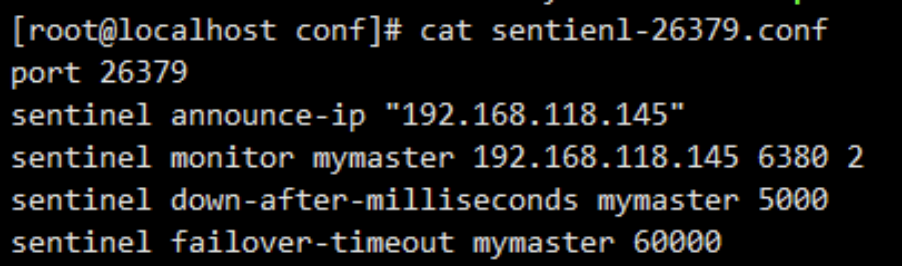 [root@localhost conf]# cat sentienl-26379.conf
port 26379
sentinel announce-ip "192.168.118.145"
sentinel monitor mymaster 192.168.118.145 6380 2
sentinel down-after-milliseconds mymaster 5000
sentinel failover-timeout mymaster 60000